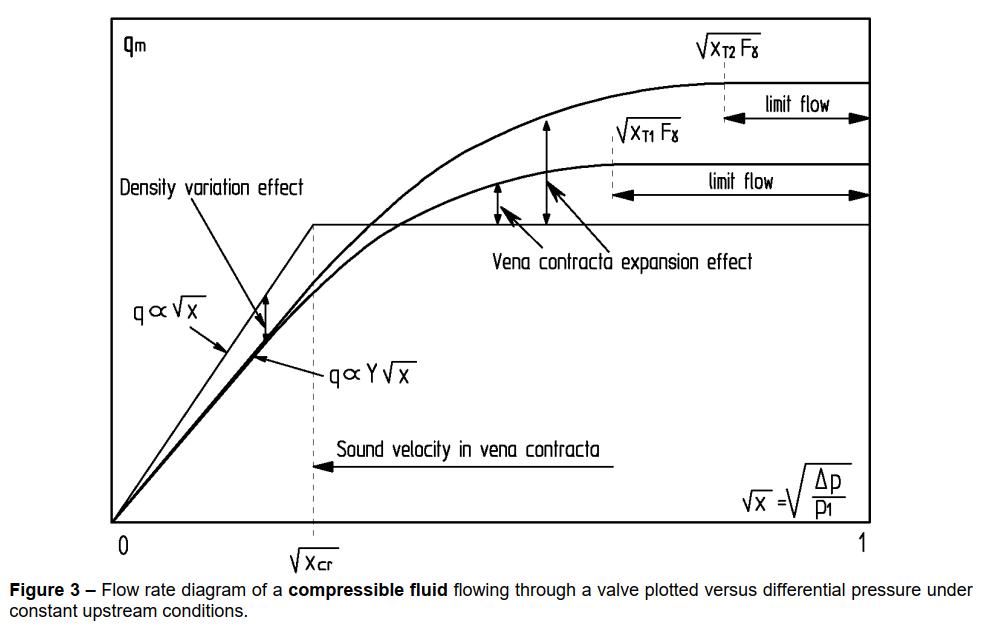 qm
√XT2 Fɣ
limit flow
√XT1 Fɣ
limit flow
Density variation effect
Vena contracta expansion effect
q∝√x
q∝Y√x
Sound velocity in vena contracta
√x =√Δp/p1
0
1
√Xcr
Figure 3 – Flow rate diagram of a compressible fluid flowing through a valve plotted versus differential pressure under
constant upstream conditions.